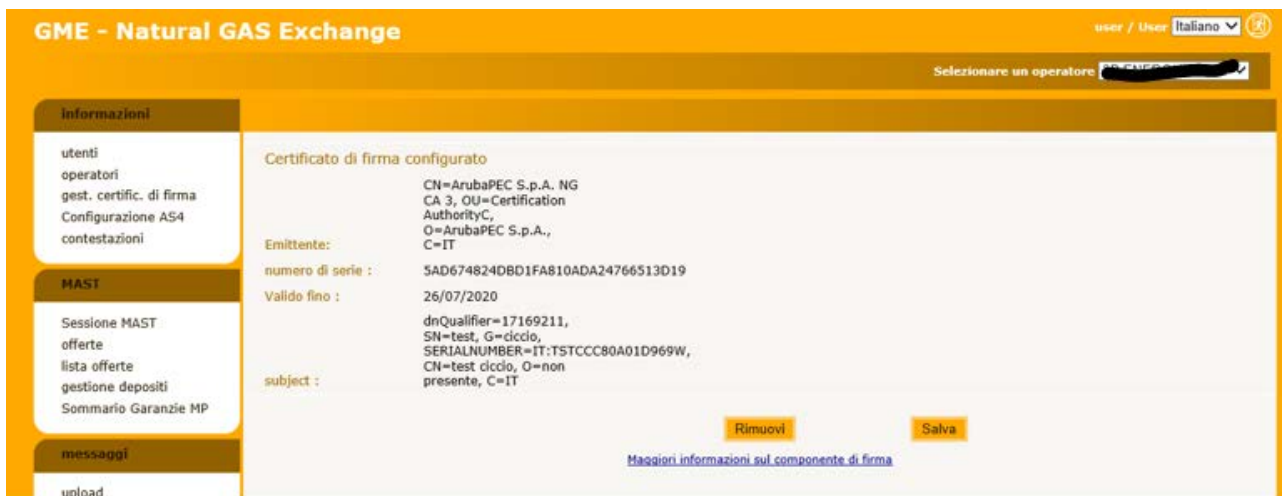 GME - Natural GAS Exchange
user / User Italiano
Selezionare un operatore
informazioni
utenti
operatori
gest. certific. di firma
Configurazione AS4
contestazioni
MAST
Sessione MAST
offerte
lista offerte
gestione depositi
Sommario Garanzie MP
messaggi
upload
Certificato di firma configurato
CN=ArubaPEC S.p.A. NG
CA 3, OU=Certification
AuthorityC,
O=ArubaPEC S.p.A.,
Emittente: C=IT
numero di serie : 5AD674824DBD1FA810ADA24766513D19
Valido fino : 26/07/2020
dnQualifier=17169211,
SN=test, G=ciccio,
SERIALNUMBER=IT:TSTCCC80A01D969W,
CN=test ciccio, O=non
subject : presente, C=IT
Rimuovi Salva
Maggiori informazioni sul componente di firma